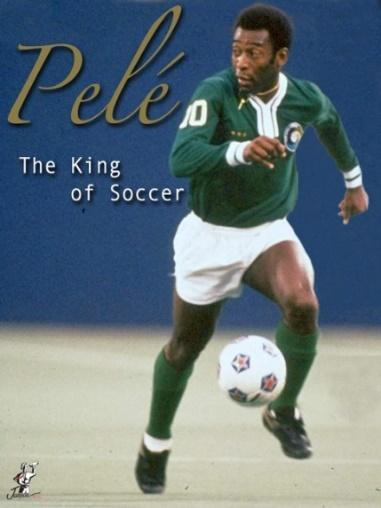 Pelé
The King
of Soccer
10